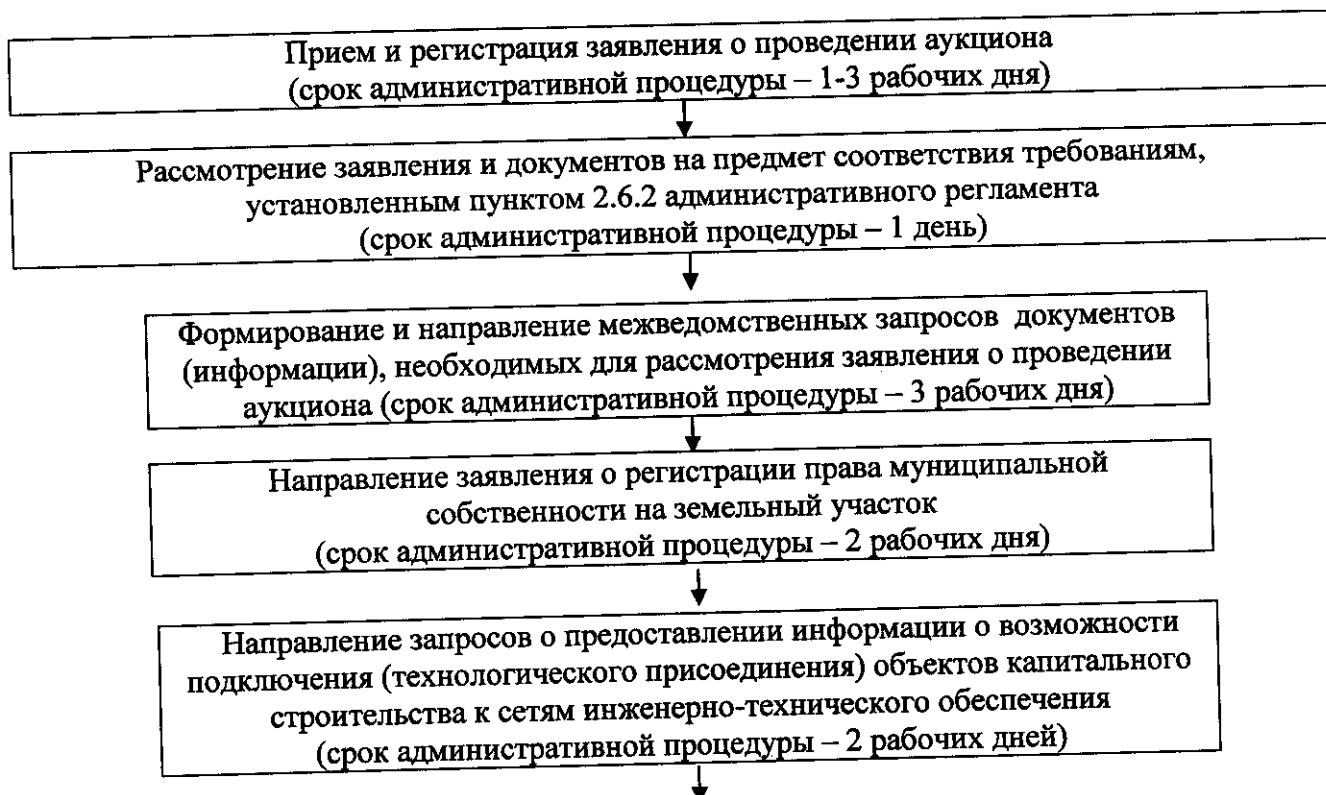 Прием и регистрация заявления о проведении аукциона
(срок административной процедуры – 1-3 рабочих дня)
Рассмотрение заявления и документов на предмет соответствия требованиям,
установленным пунктом 2.6.2 административного регламента
(срок административной процедуры – 1 день)
Формирование и направление межведомственных запросов документов
(информации), необходимых для рассмотрения заявления о проведении
аукциона (срок административной процедуры – 3 рабочих дня)
Направление заявления о регистрации права муниципальной
собственности на земельный участок
(срок административной процедуры – 2 рабочих дня)
Направление запросов о предоставлении информации о возможности
подключения (технологического присоединения) объектов капитального
строительства к сетям инженерно-технического обеспечения
(срок административной процедуры – 2 рабочих дней)